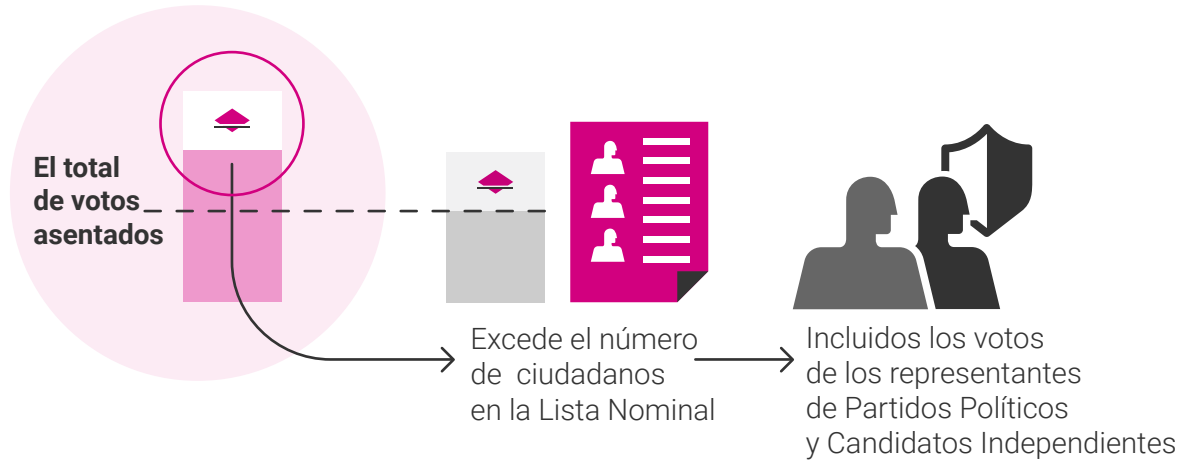 El total
de votos
asentados
Excede el número
de ciudadanos
en la Lista Nominal
Incluidos los votos
de los representantes
de Partidos Políticos
y Candidatos Independientes